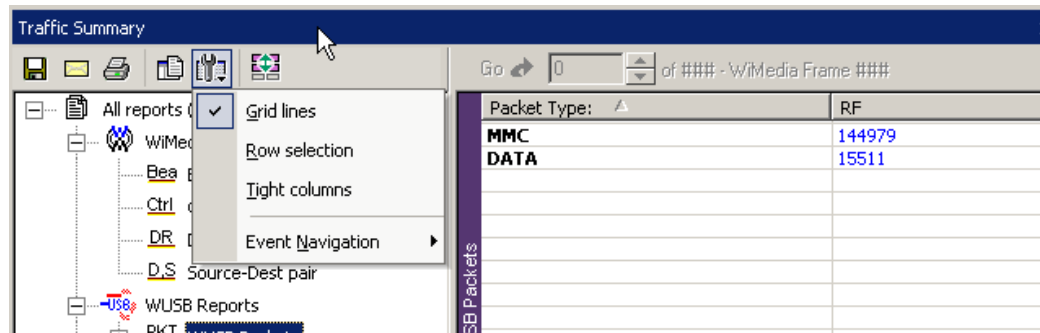 Traffic Summary
Go 0 of ### - WiMedia Frame ###
All reports (
Grid lines
WiMed
Row selection
Bea
Tight columns
Ctrl
DR
Event Navigation
D,S Source-Dest pair
WUSB Reports
PKT
Packet Type: RF
MMC 144979
DATA 15511
SB Packets